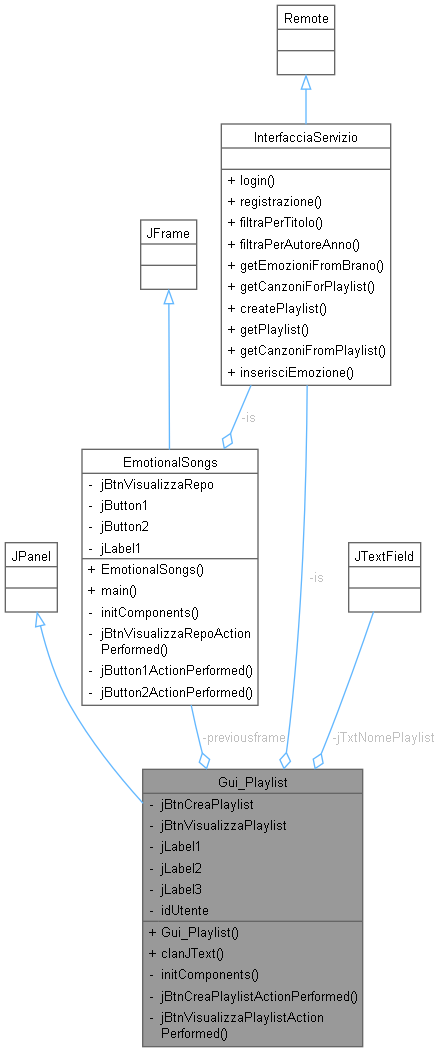 Remote
InterfacciaServizio
+ login()
+ registrazione()
+ filtraPerTitolo()
+ filtraPerAutoreAnno()
+ getEmozioniFromBrano()
+ getCanzoniForPlaylist()
+ createPlaylist()
+ getPlaylist()
+ getCanzoniFromPlaylist()
+ inserisciEmozione()
JFrame
-is
EmotionalSongs
- jBtnVisualizzaRepo
- jButton1
- jButton2
- jLabel1
+ EmotionalSongs()
+ main()
- initComponents()
- jBtnVisualizzaRepoAction
Performed()
- jButton1ActionPerformed()
- jButton2ActionPerformed()
JPanel
-is
JTextField
-previousframe
-jTxtNomePlaylist
Gui_Playlist
- jBtnCreaPlaylist
- jBtnVisualizzaPlaylist
- jLabel1
- jLabel2
- jLabel3
- idUtente
+ Gui_Playlist()
+ clanJText()
- initComponents()
- jBtnCreaPlaylistActionPerformed()
- jBtnVisualizzaPlaylistAction
Performed()